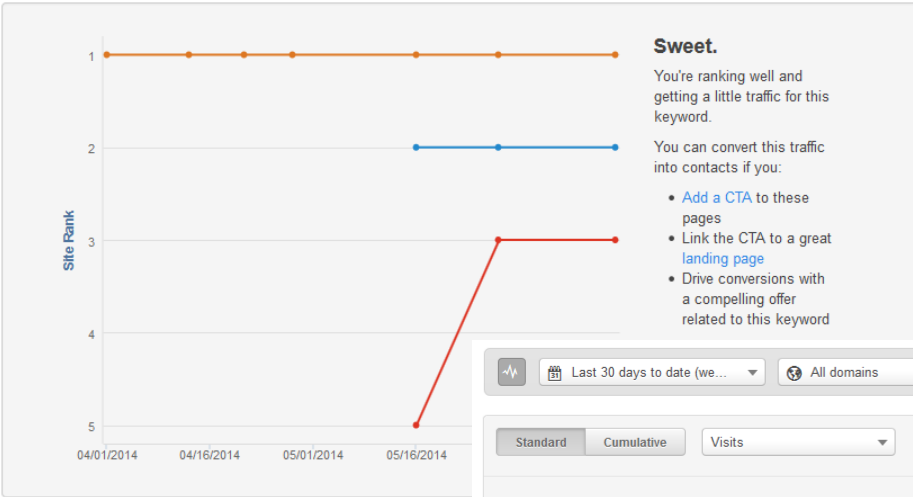 Sweet.
You're ranking well and
getting a little traffic for this
keyword.
You can convert this traffic
into contacts if you:
Add a CTA to these
pages
Link the CTA to a great
landing page
Drive conversions with
a compelling offer
related to this keyword
Site Rank
1
2
3
4
5
04/01/2014 04/16/2014 05/01/2014 05/16/2014
31 Last 30 days to date (we... All domains
Standard Cumulative Visits